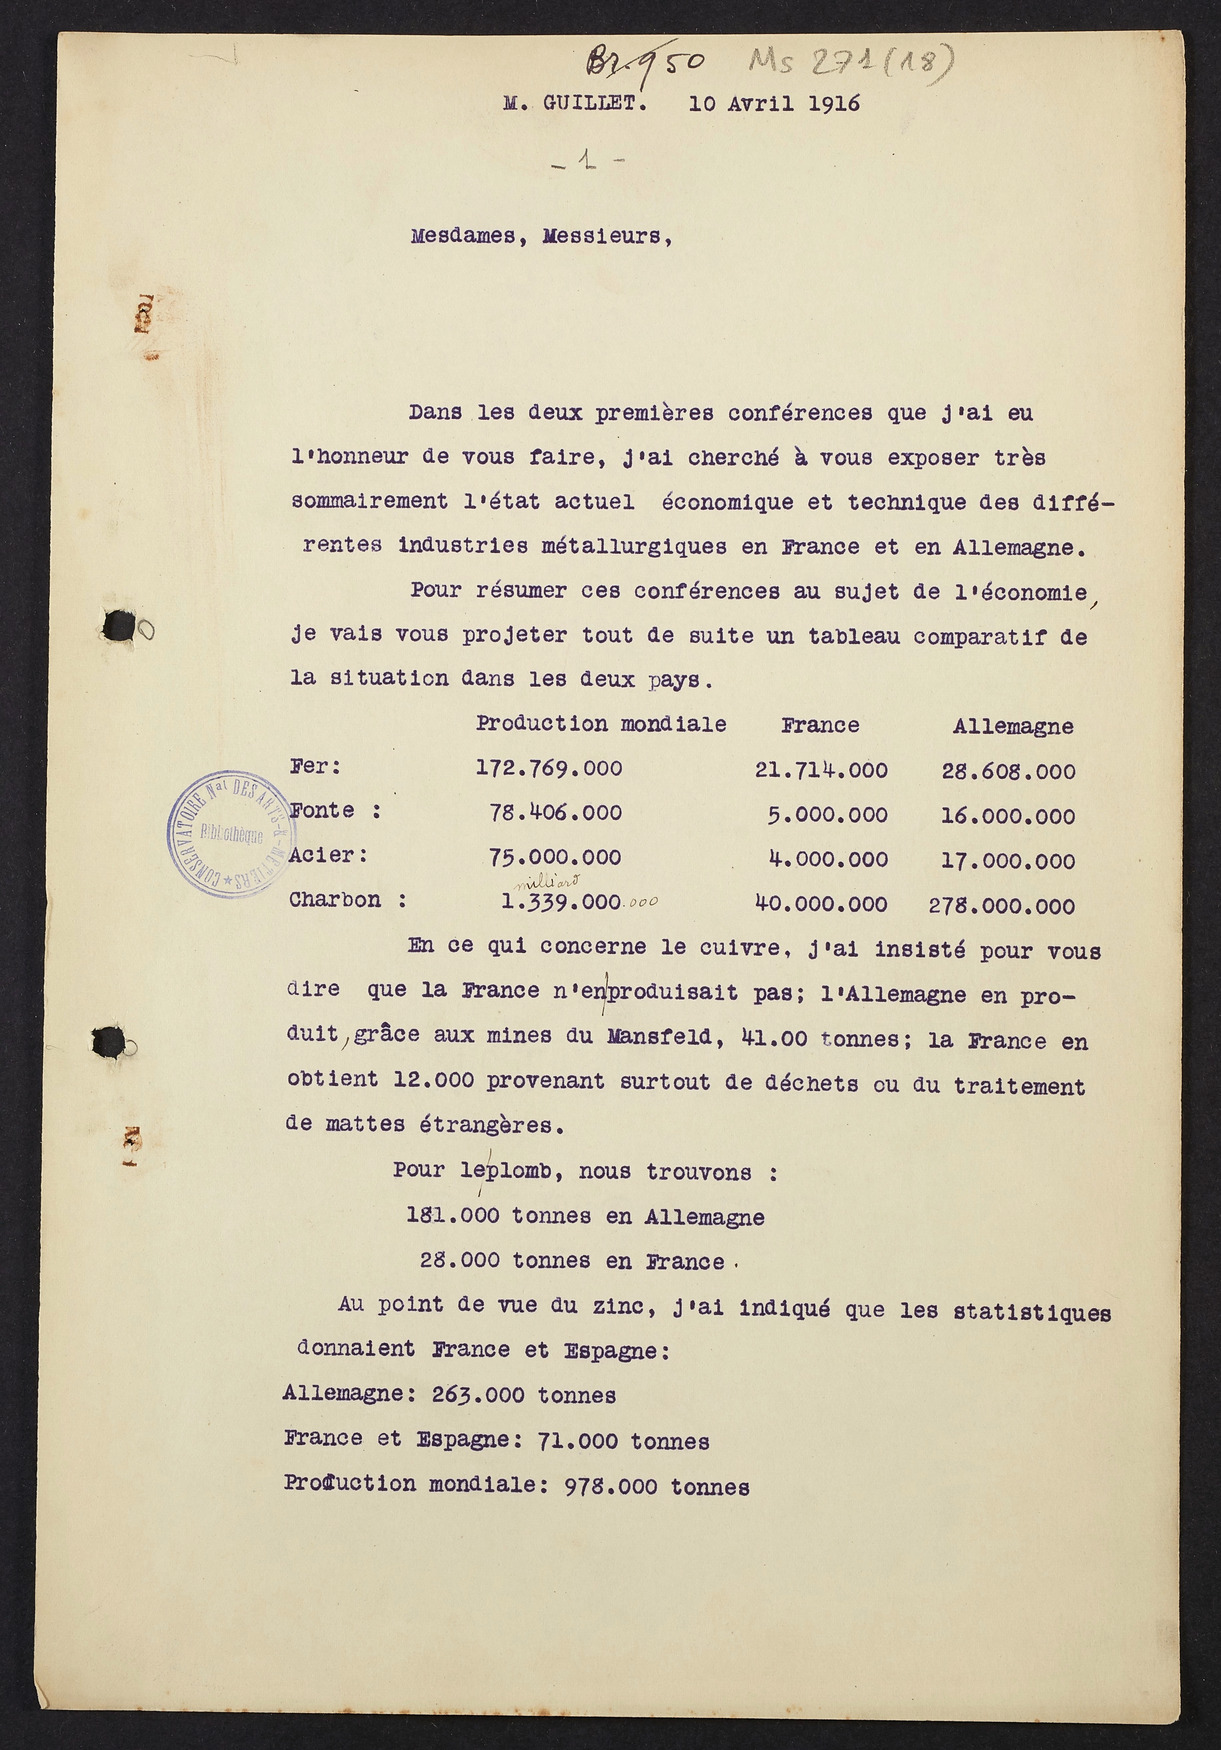 Br. 950 Ms 271(18)
M. GUILLET. 10 Avril 1916
- 1 -
Mesdames, Messieurs,
Dans les deux premières conférences que j'ai eu
l'honneur de vous faire, j'ai cherché à vous exposer très
sommairement l'état actuel économique et technique des diffé-
rentes industries métallurgiques en France et en Allemagne.
Pour résumer ces conférences au sujet de l'économie,
je vais vous projeter tout de suite un tableau comparatif de
la situation dans les deux pays.
Production mondiale France Allemagne
Fer: 172.769.000 21.714.000 28.608.000
Fonte : 78.406.000 5.000.000 16.000.000
Acier: 75.000.000 4.000.000 17.000.000
milliard
Charbon : 1.339.000.000 40.000.000 278.000.000
En ce qui concerne le cuivre, j'ai insisté pour vous
dire que la France n'en produisait pas; l'Allemagne en pro-
duit, grâce aux mines du Mansfeld, 41.00 tonnes; la France en
obtient 12.000 provenant surtout de déchets ou du traitement
de mattes étrangères.
Pour le plomb, nous trouvons :
181.000 tonnes en Allemagne
28.000 tonnes en France.
Au point de vue du zinc, j'ai indiqué que les statistiques
donnaient France et Espagne:
Allemagne: 263.000 tonnes
France et Espagne: 71.000 tonnes
Production mondiale: 978.000 tonnes
CONSERVATOIRE Nal DES ARTS-&-METIERS
Bibliothèque